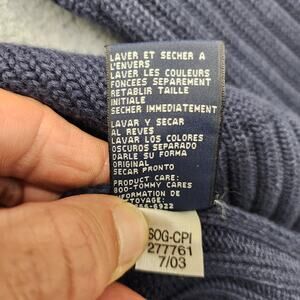 LAVER ET SECHER A
L'ENVERS
LAVER LES COULEURS
FONCEES SEPAREMENT
RETABLIR TAILLE
INITIALE
SECHER IMMEDIATEMENT
LAVAR Y SECAR
AL REVES
LAVAR LOS COLORES
OSCUROS SEPARADO
DARLE SU FORMA
ORIGINAL
SECAR PRONTO
PRODUCT CARE:
800-TOMMY CARES
INFORMATION DE
-6922
SOG-CPI
277761
7/03